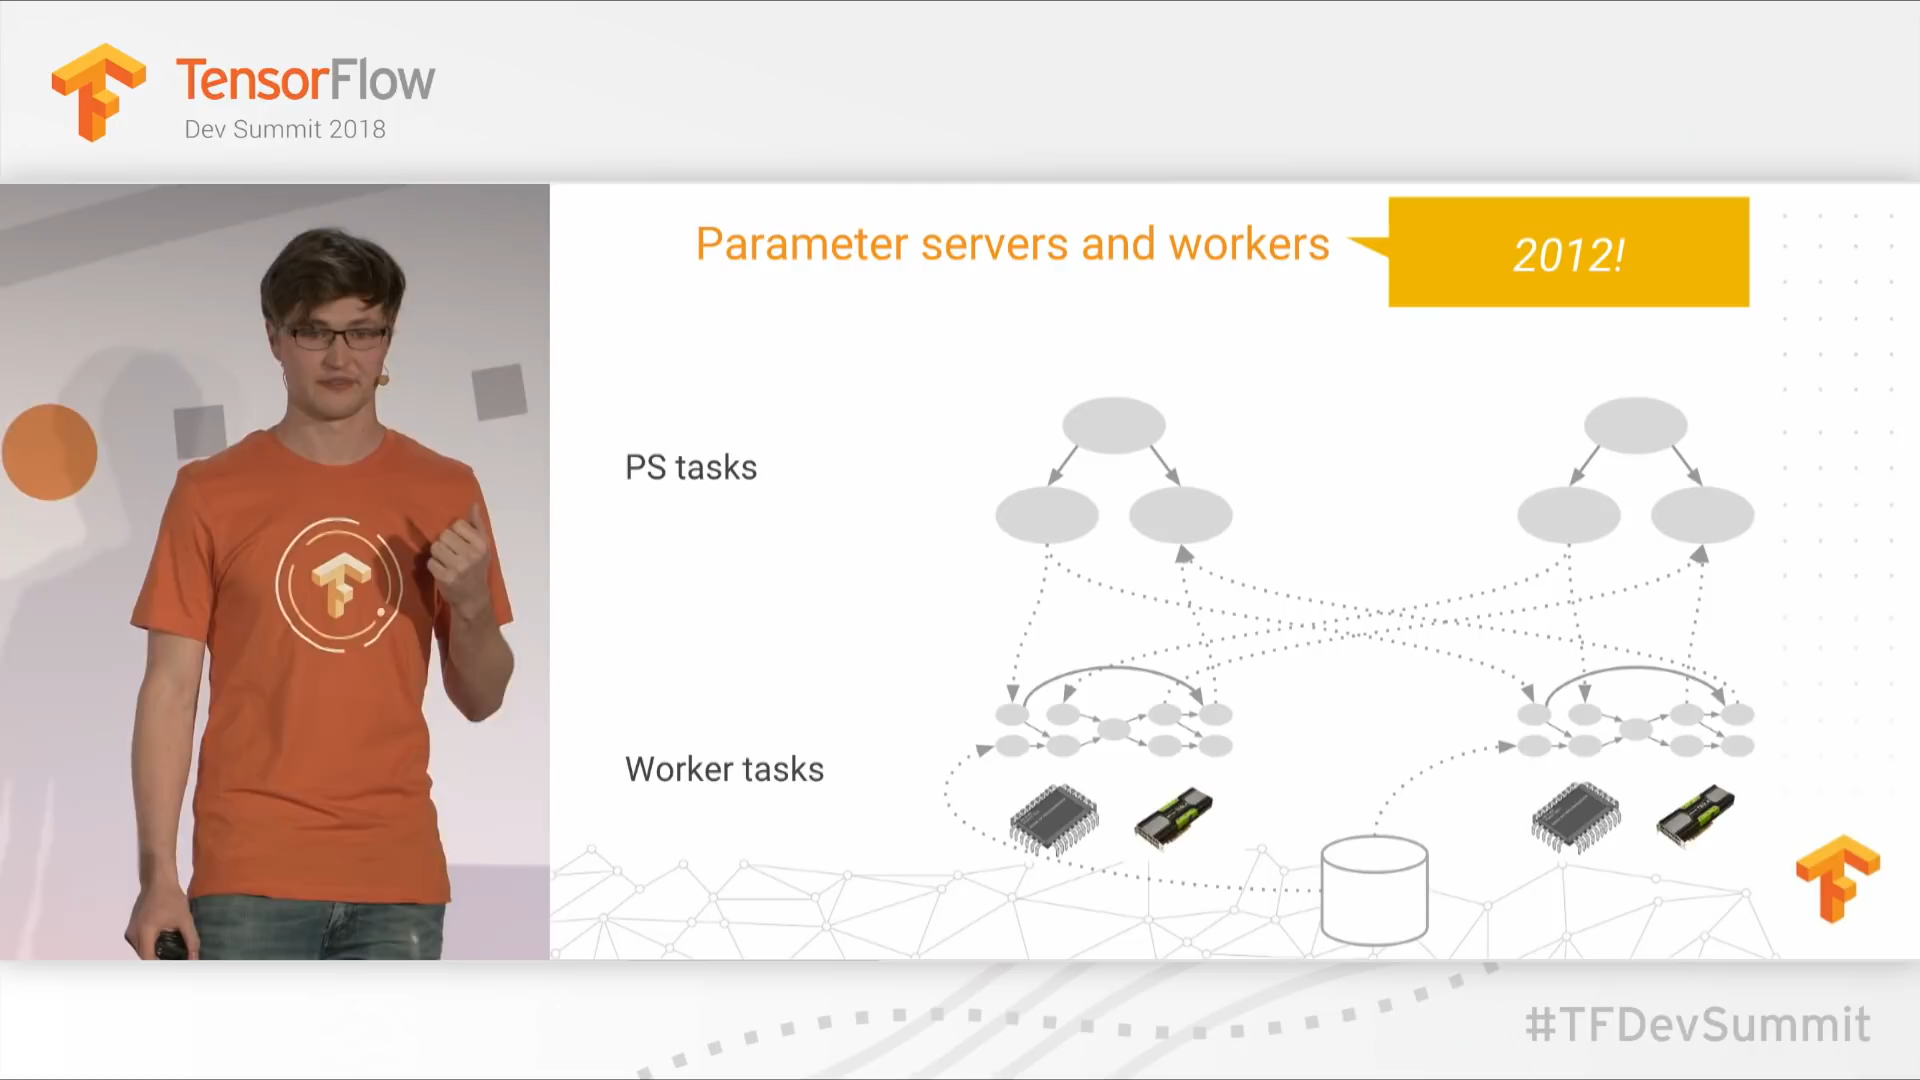 TensorFlow
Dev Summit 2018
Parameter servers and workers
2012!
PS tasks
Worker tasks
#TFDevSummit